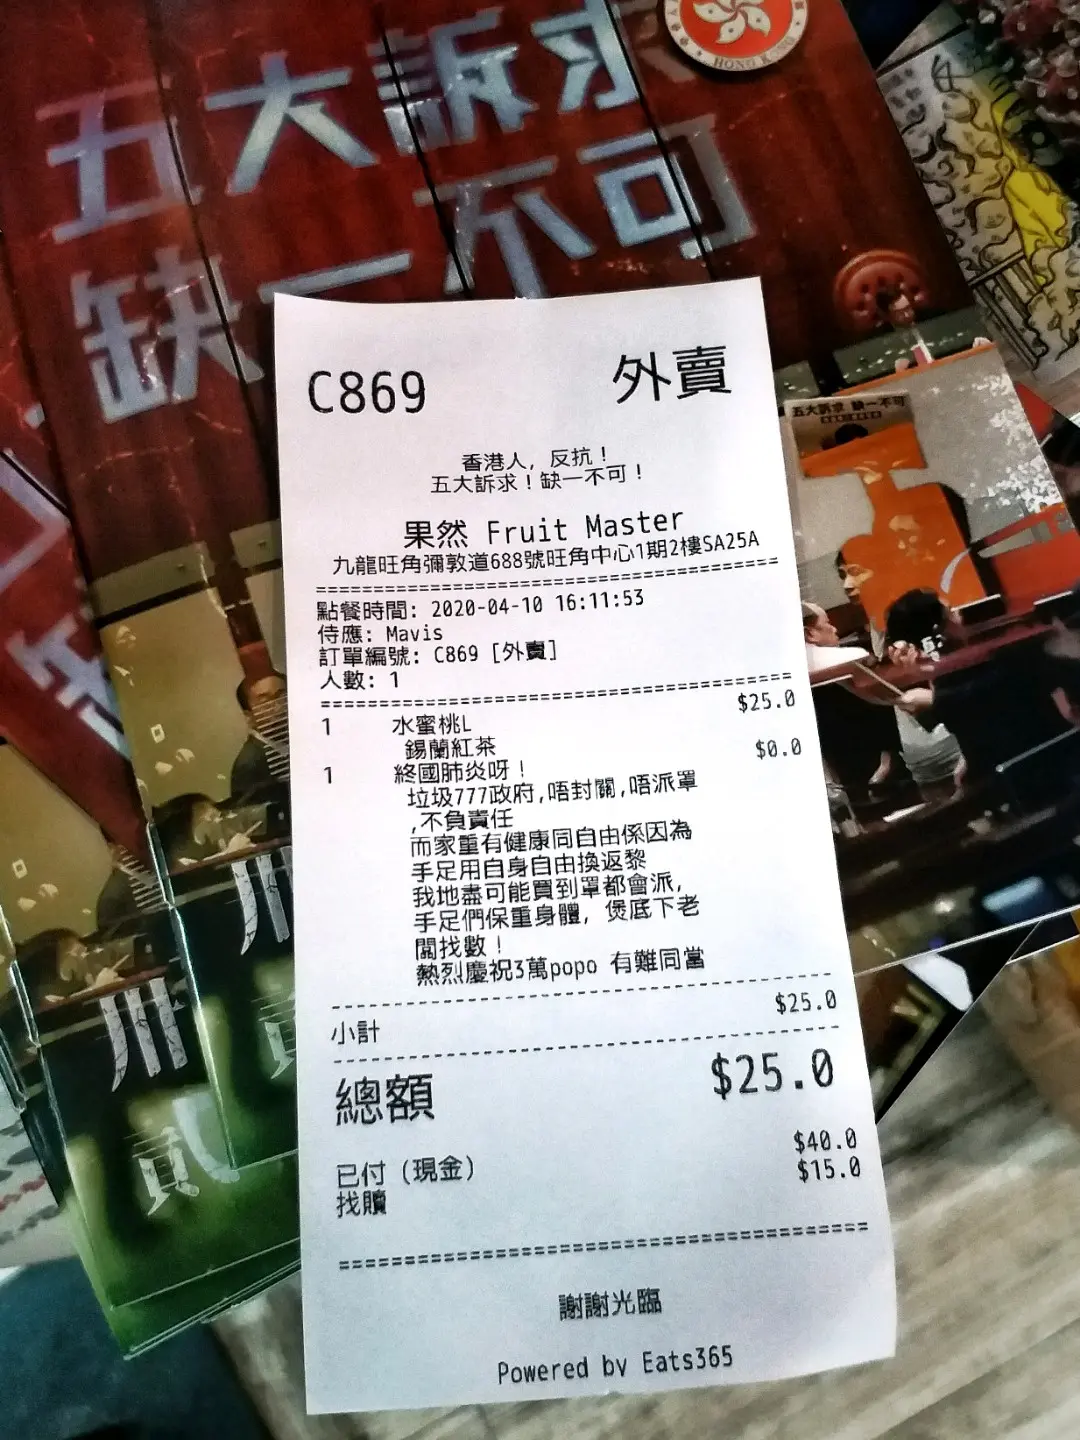 五大訴求
缺一不可
HONG K
五大訴求 缺一不可
C869 外賣
香港人, 反抗!
五大訴求!缺一不可!
果然 Fruit Master
九龍旺角彌敦道688號旺角中心1期2樓SA25A
點餐時間: 2020-04-10 16:11:53
侍應: Mavis
訂單編號: C869 [外賣]
人數: 1
1 水蜜桃L $25.0
錫蘭紅茶
1 終國肺炎呀! $0.0
垃圾777政府,唔封關,唔派罩
,不負責任
而家重有健康同自由係因為
手足用自身自由換返黎
我地盡可能買到罩都會派,
手足們保重身體, 煲底下老
闆找數!
熱烈慶祝3萬popo 有難同當
小計 $25.0
總額 $25.0
已付 (現金) $40.0
找贖 $15.0
謝謝光臨
Powered by Eats365